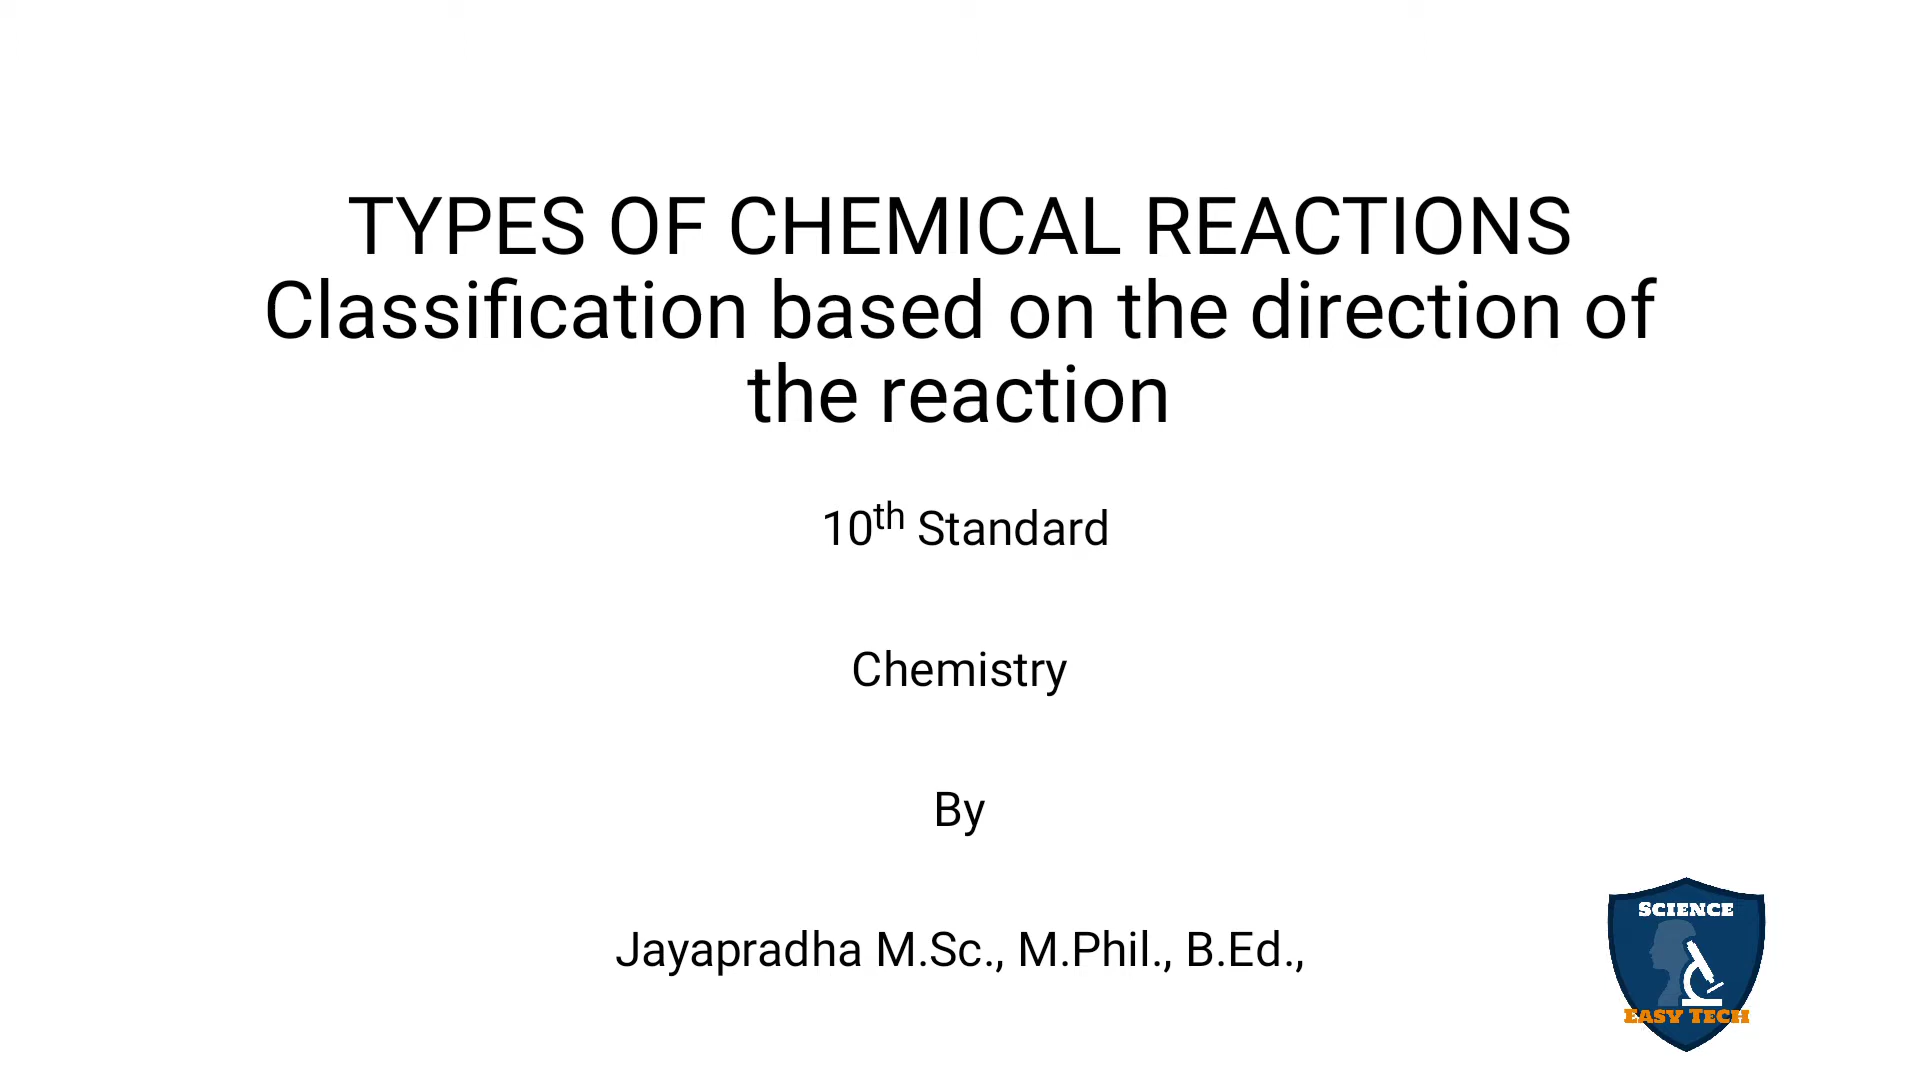 TYPES OF CHEMICAL REACTIONS
Classification based on the direction of
the reaction
10th Standard
Chemistry
By
Jayapradha M.Sc., M.Phil., B.Ed.,
SCIENCE
EASY TECH